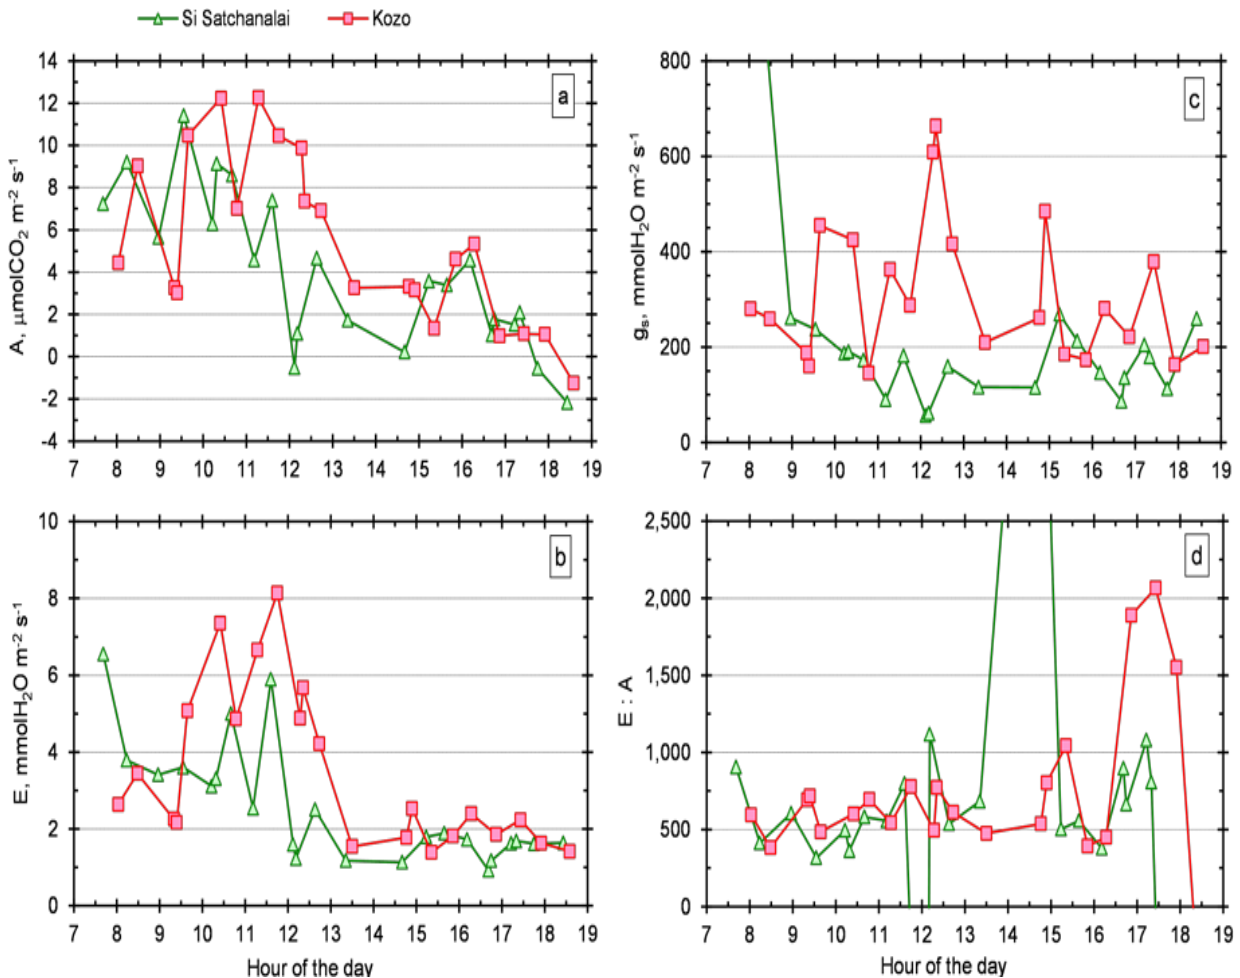 Si Satchanalai Kozo
a
A, µmolCO₂ m⁻² s⁻¹
14
12
10
8
6
4
2
0
-2
-4
7 8 9 10 11 12 13 14 15 16 17 18 19
c
gₛ, mmolH₂O m⁻² s⁻¹
800
600
400
200
0
7 8 9 10 11 12 13 14 15 16 17 18 19
b
E, mmolH₂O m⁻² s⁻¹
10
8
6
4
2
0
7 8 9 10 11 12 13 14 15 16 17 18 19
Hour of the day
d
E : A
2,500
2,000
1,500
1,000
500
0
7 8 9 10 11 12 13 14 15 16 17 18 19
Hour of the day